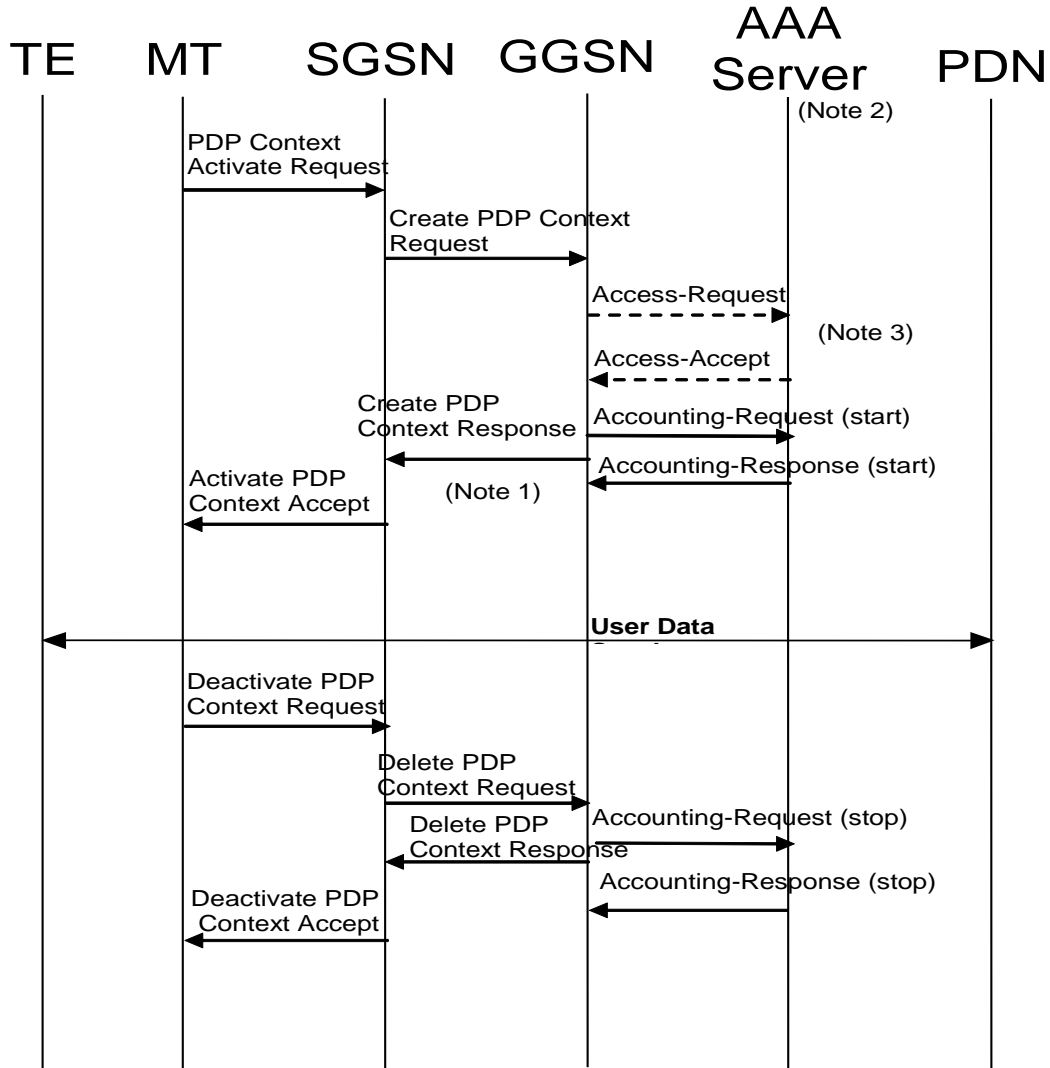 TE MT SGSN GGSN AAA Server PDN
(Note 2)
PDP Context
Activate Request
Create PDP Context
Request
Access-Request
(Note 3)
Access-Accept
Create PDP
Context Response
Accounting-Request (start)
Accounting-Response (start)
(Note 1)
Activate PDP
Context Accept
User Data
Deactivate PDP
Context Request
Delete PDP
Context Request
Accounting-Request (stop)
Delete PDP
Context Response
Accounting-Response (stop)
Deactivate PDP
Context Accept